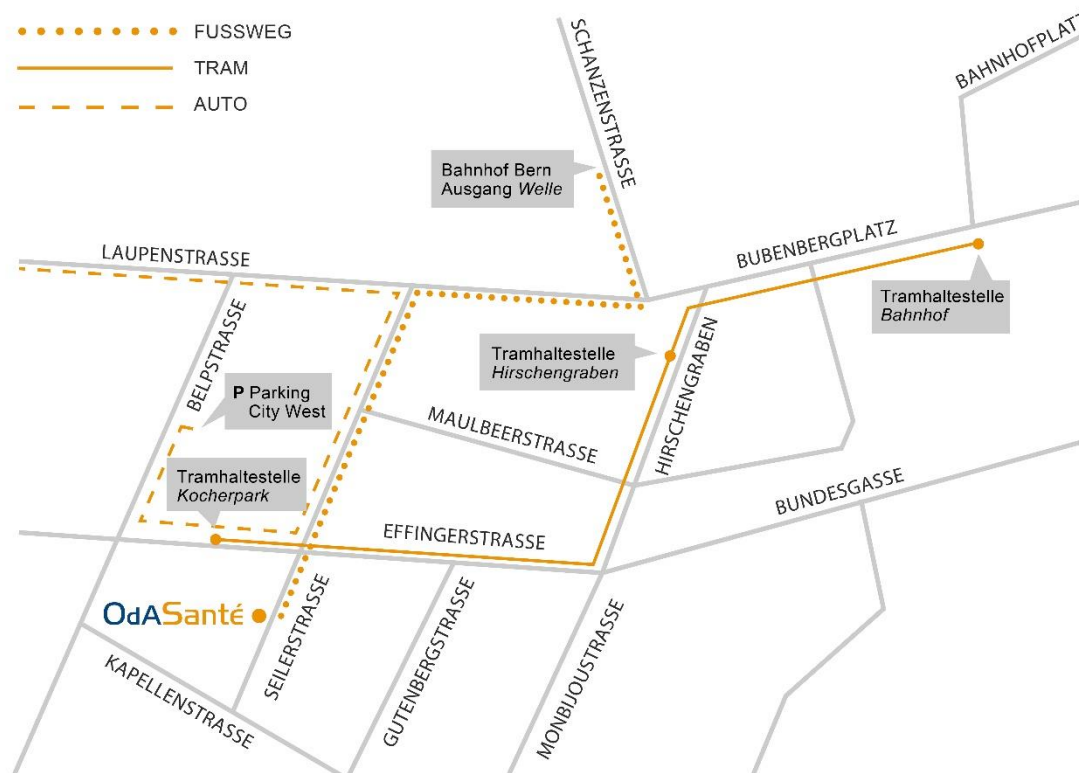 FUSSWEG
TRAM
AUTO
SCHANZENSTRASSE
BAHNHOFPLATZ
Bahnhof Bern
Ausgang Welle
LAUPENSTRASSE
BUBENBERGPLATZ
Tramhaltestelle
Bahnhof
BELPSTRASSE
Tramhaltestelle
Hirschengraben
HIRSCHENGRABEN
P Parking
City West
MAULBEERSTRASSE
Tramhaltestelle
Kocherpark
BUNDESGASSE
EFFINGERSTRASSE
OdASanté
SEILERSTRASSE
GUTENBERGSTRASSE
MONBIJOUSTRASSE
KAPELLENSTRASSE